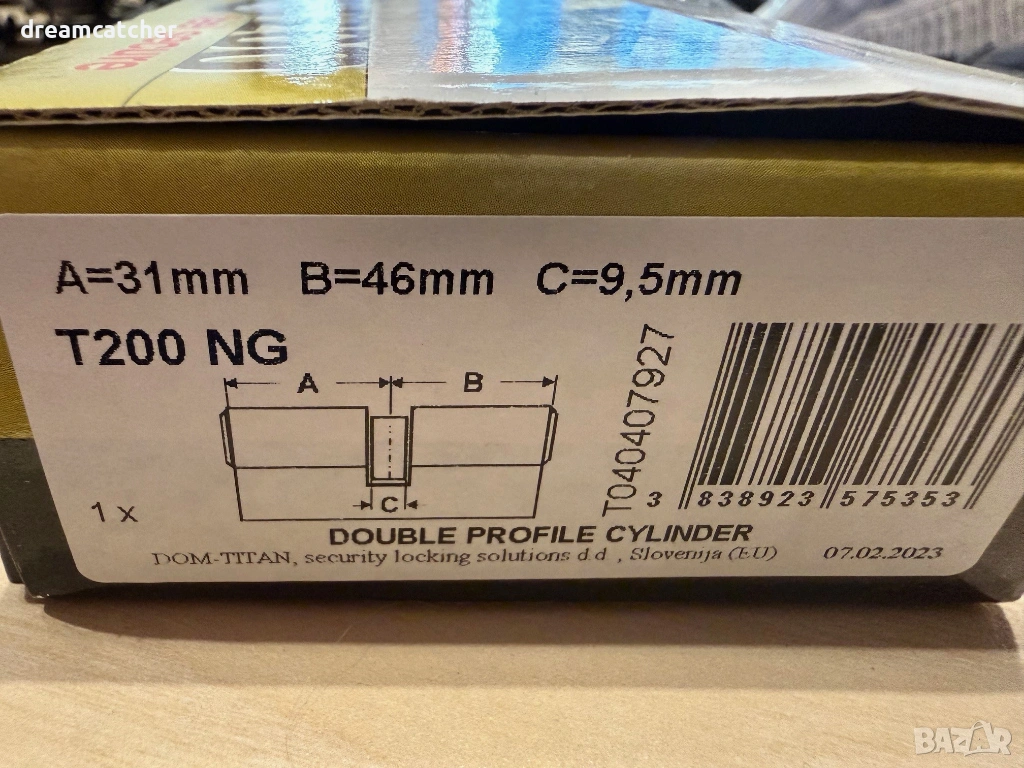 dreamcatcher
A=31mm B=46mm C=9,5mm
T200 NG
A B
C
1 x
T040407927
3 838923 575353
DOUBLE PROFILE CYLINDER
DOM-TITAN, security locking solutions d.d , Slovenija (EU) 07.02.2023
BAZAR